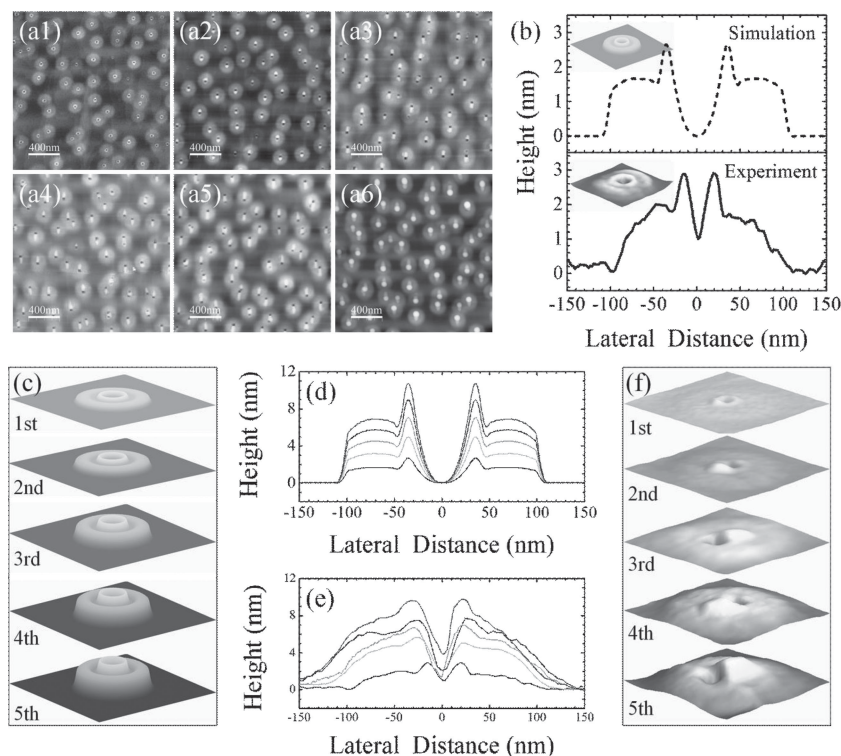 (a1)
400nm
(a2)
400nm
(a3)
400nm
(a4)
400nm
(a5)
400nm
(a6)
400nm
(b)
Simulation
Experiment
Height (nm)
3
2
1
0
3
2
1
0
-150 -100 -50 0 50 100 150
Lateral Distance (nm)
(c)
1st
2nd
3rd
4th
5th
(d)
Height (nm)
12
8
4
0
-150 -100 -50 0 50 100 150
Lateral Distance (nm)
(e)
Height (nm)
12
8
4
0
-150 -100 -50 0 50 100 150
Lateral Distance (nm)
(f)
1st
2nd
3rd
4th
5th